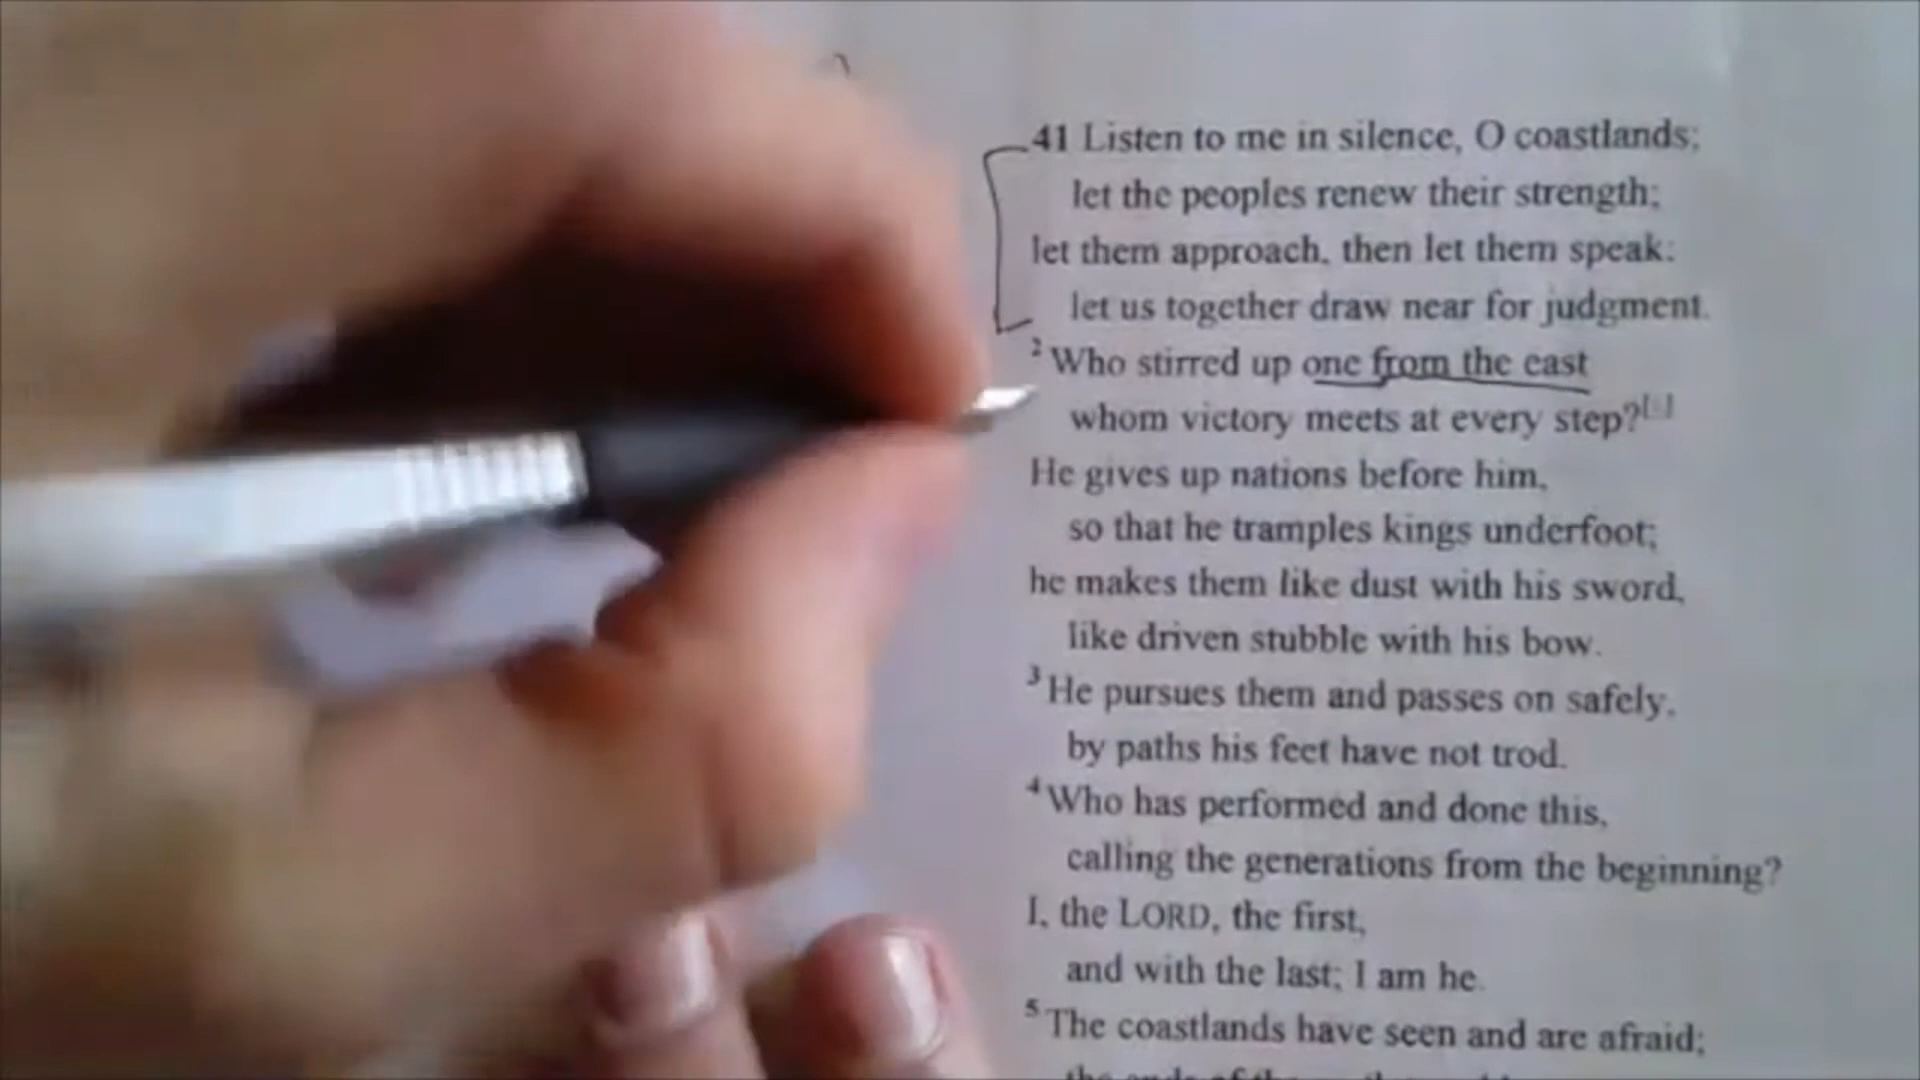 41 Listen to me in silence, O coastlands;
let the peoples renew their strength;
let them approach, then let them speak;
let us together draw near for judgment.
2 Who stirred up one from the east
whom victory meets at every step?
He gives up nations before him,
so that he tramples kings underfoot;
he makes them like dust with his sword,
like driven stubble with his bow.
3 He pursues them and passes on safely,
by paths his feet have not trod.
4 Who has performed and done this,
calling the generations from the beginning?
I, the LORD, the first,
and with the last; I am he.
5 The coastlands have seen and are afraid;